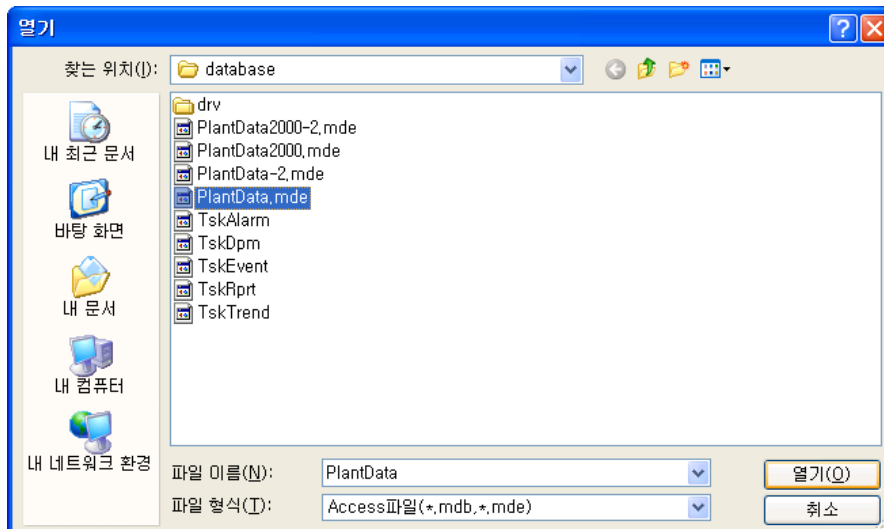 열기
찾는 위치(I):
database
drv
PlantData2000-2,mde
PlantData2000,mde
PlantData-2,mde
PlantData,mde
TskAlarm
TskDpm
TskEvent
TskRprt
TskTrend
내 최근 문서
바탕 화면
내 문서
내 컴퓨터
내 네트워크 환경
파일 이름(N):
PlantData
열기(O)
파일 형식(T):
Access파일(*,mdb,*,mde)
취소